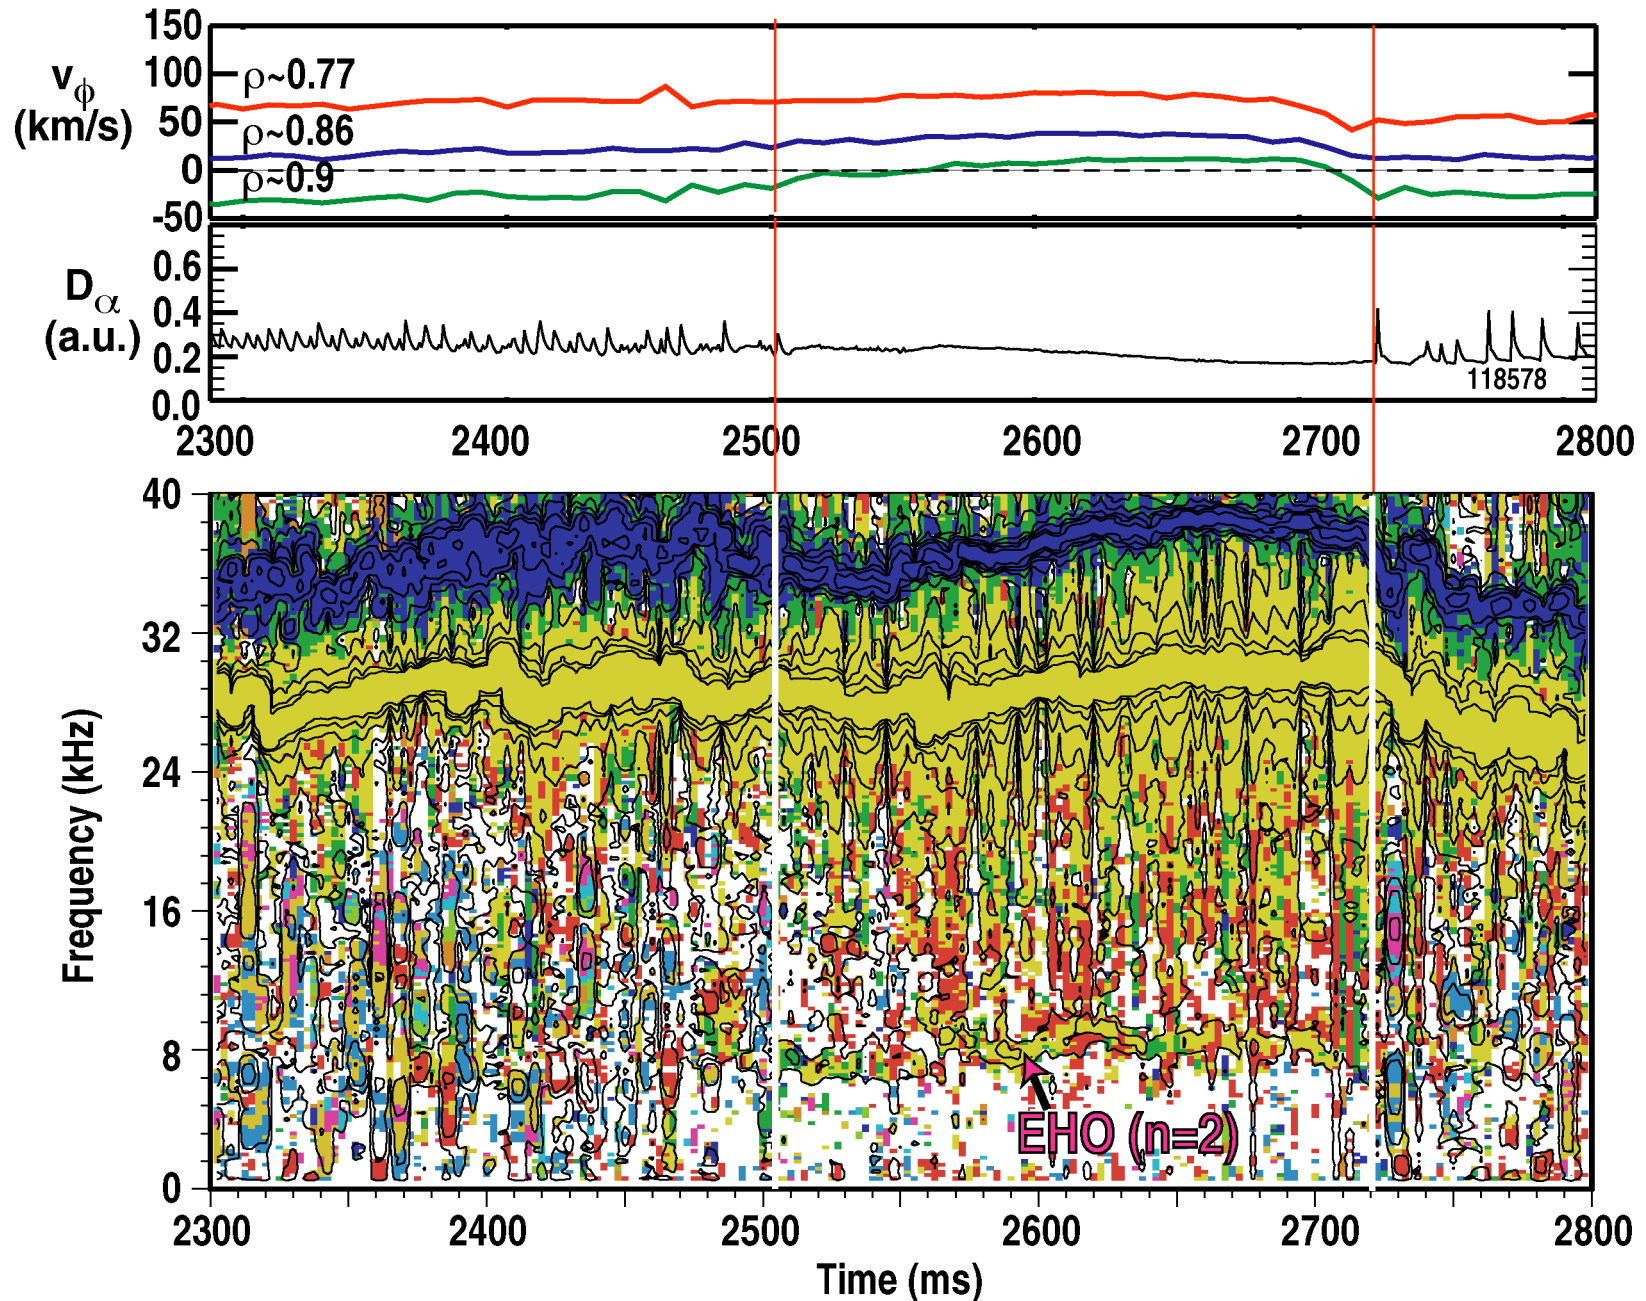 150
100
50
0
-50
vϕ
(km/s)
ρ~0.77
ρ~0.86
ρ~0.9
0.6
0.4
0.2
0.0
Dα
(a.u.)
118578
2300 2400 2500 2600 2700 2800
40
32
24
16
8
0
Frequency (kHz)
EHO (n=2)
2300 2400 2500 2600 2700 2800
Time (ms)